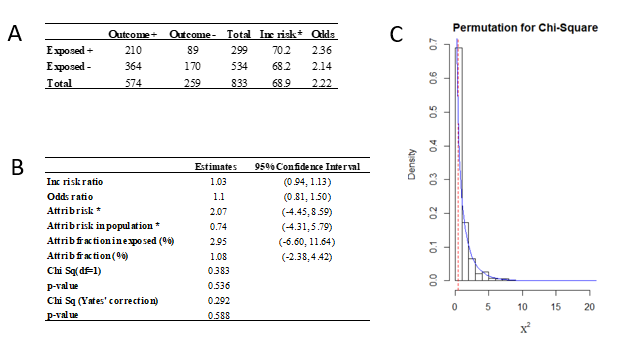 A
Outcome+ Outcome- Total Inc risk* Odds
Exposed + 210 89 299 70.2 2.36
Exposed - 364 170 534 68.2 2.14
Total 574 259 833 68.9 2.22
B
Estimates 95% Confidence Interval
Inc risk ratio 1.03 (0.94, 1.13)
Odds ratio 1.1 (0.81, 1.50)
Attrib risk * 2.07 (-4.45, 8.59)
Attrib risk in population * 0.74 (-4.31, 5.79)
Attrib fraction in exposed (%) 2.95 (-6.60, 11.64)
Attrib fraction (%) 1.08 (-2.38, 4.42)
Chi Sq(df=1) 0.383
p-value 0.536
Chi Sq (Yates' correction) 0.292
p-value 0.588
C
Permutation for Chi-Square
Density
0.7
0.6
0.5
0.4
0.3
0.2
0.1
0.0
0 5 10 15 20
X²